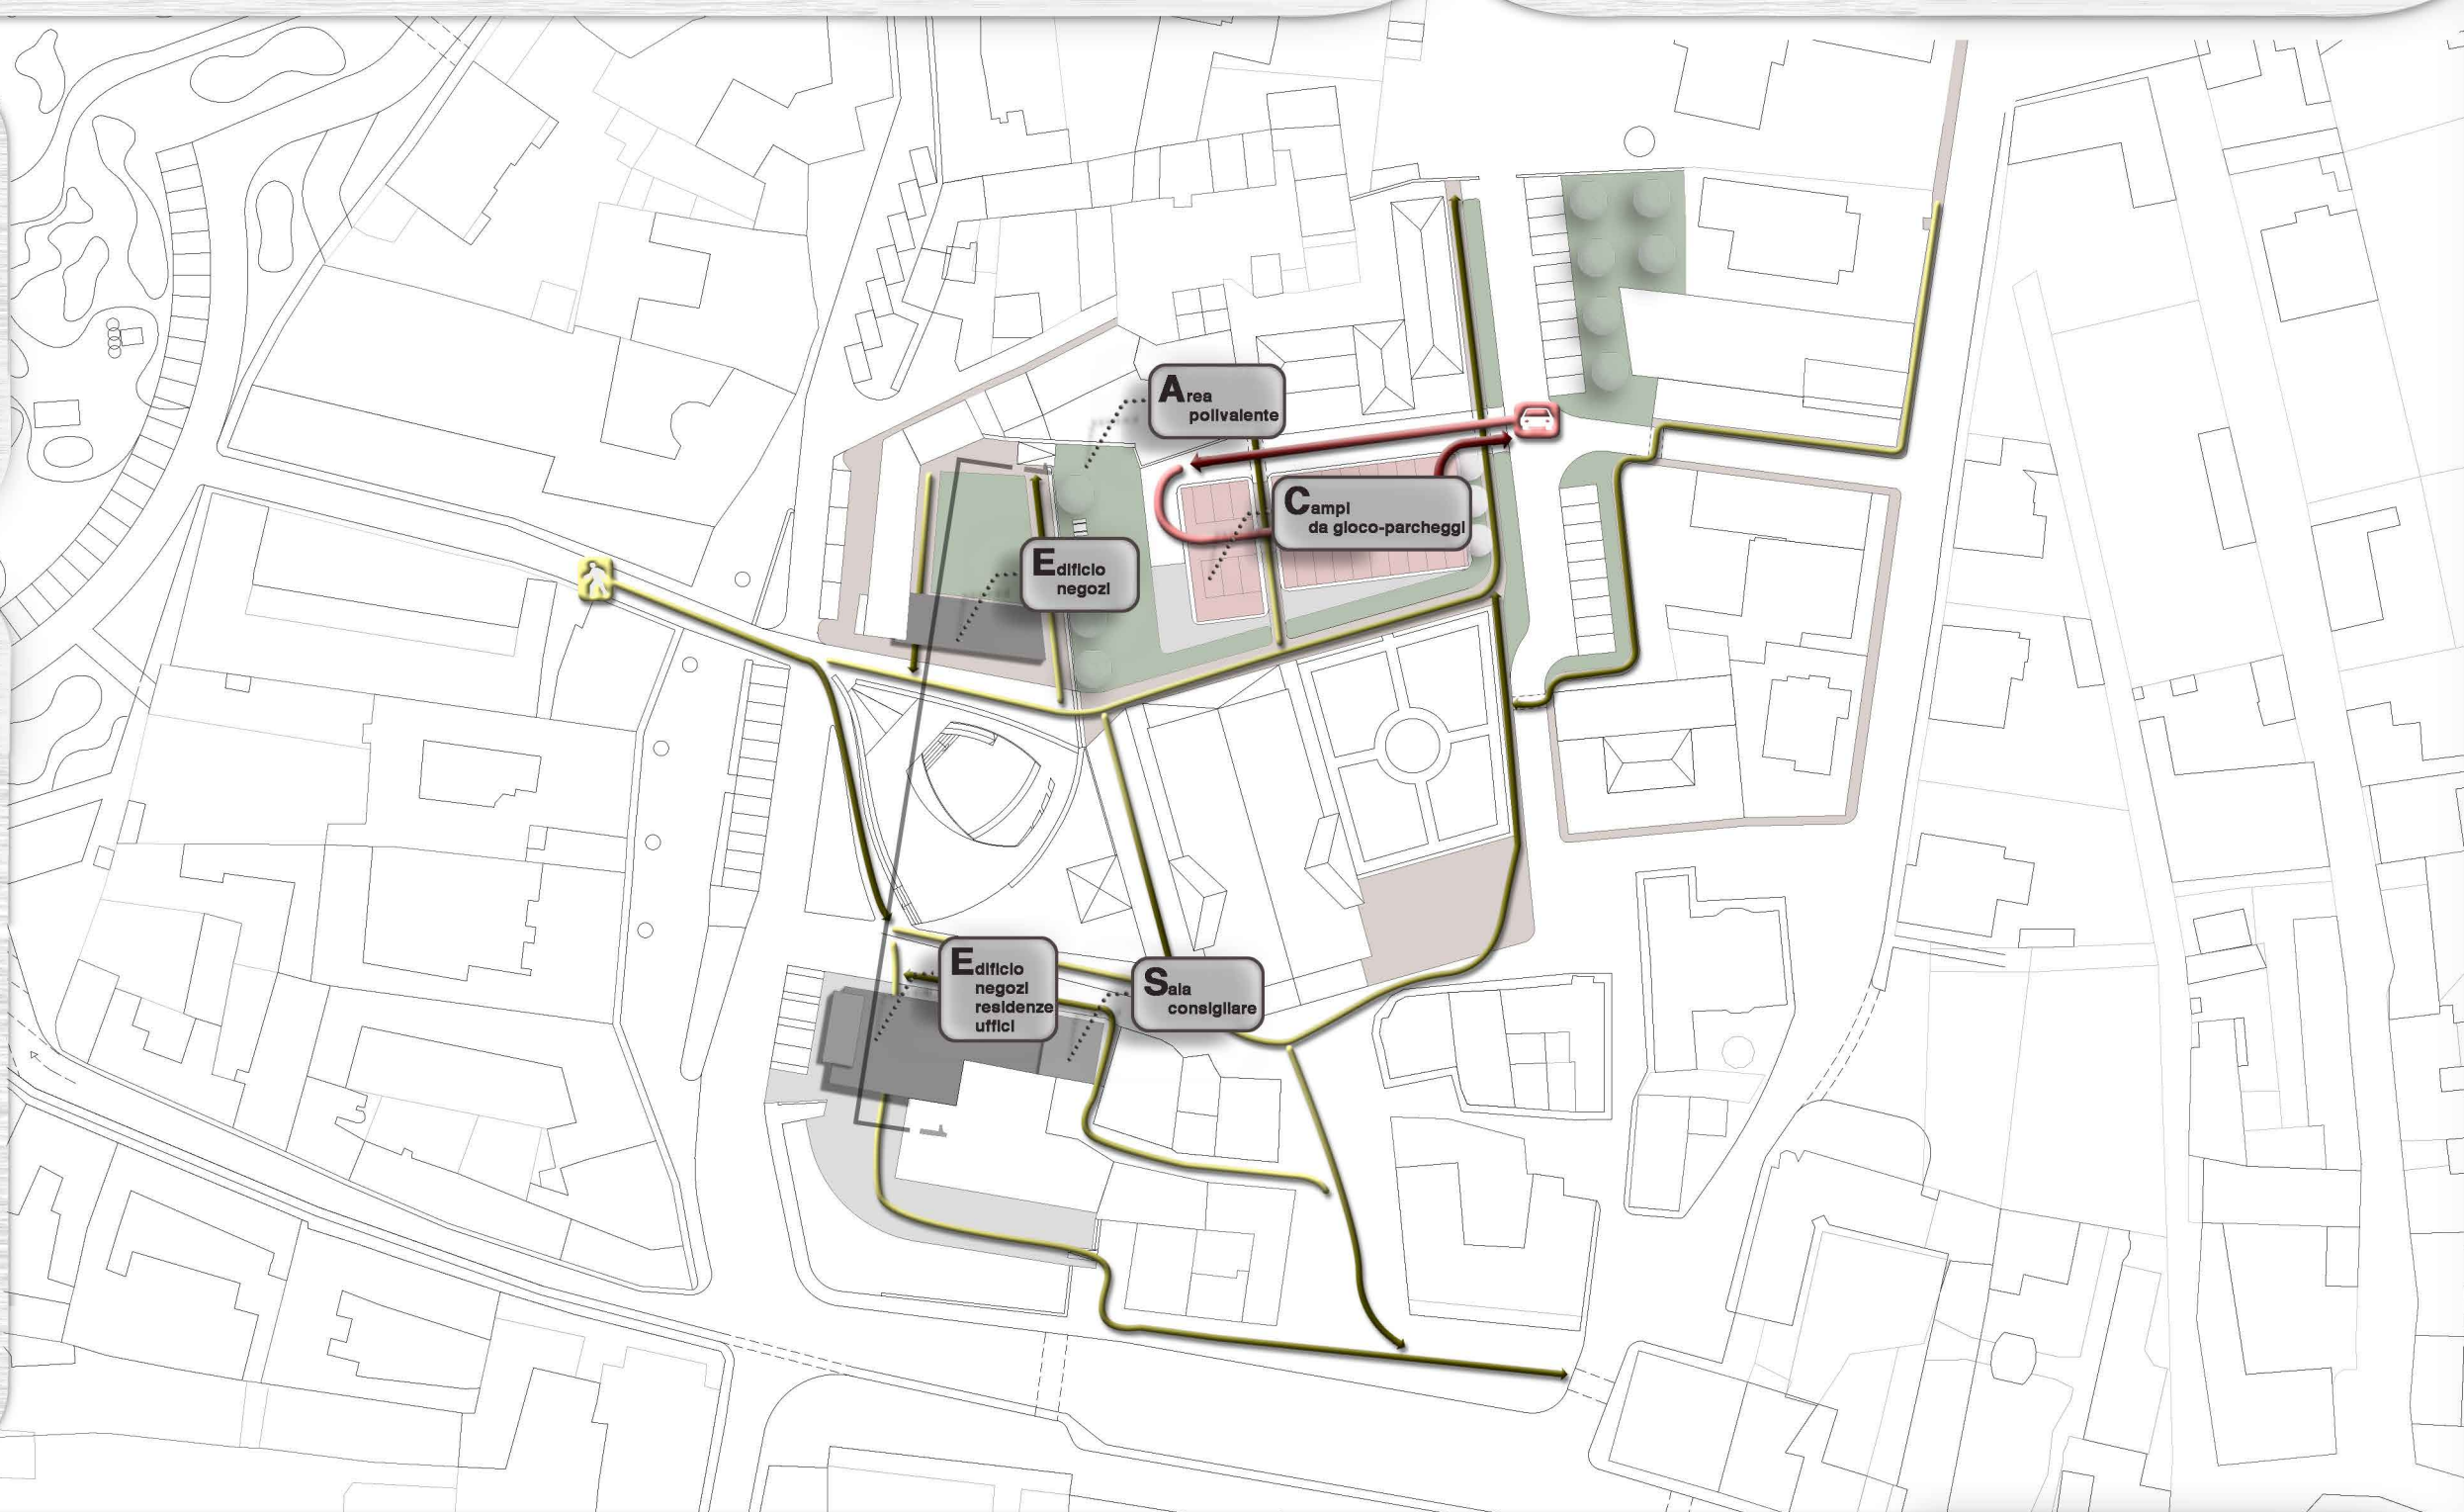 Area
polivalente
Campi
da gioco-parcheggi
Edificio
negozi
Edificio
negozi
residenze
uffici
Sala
consigliare